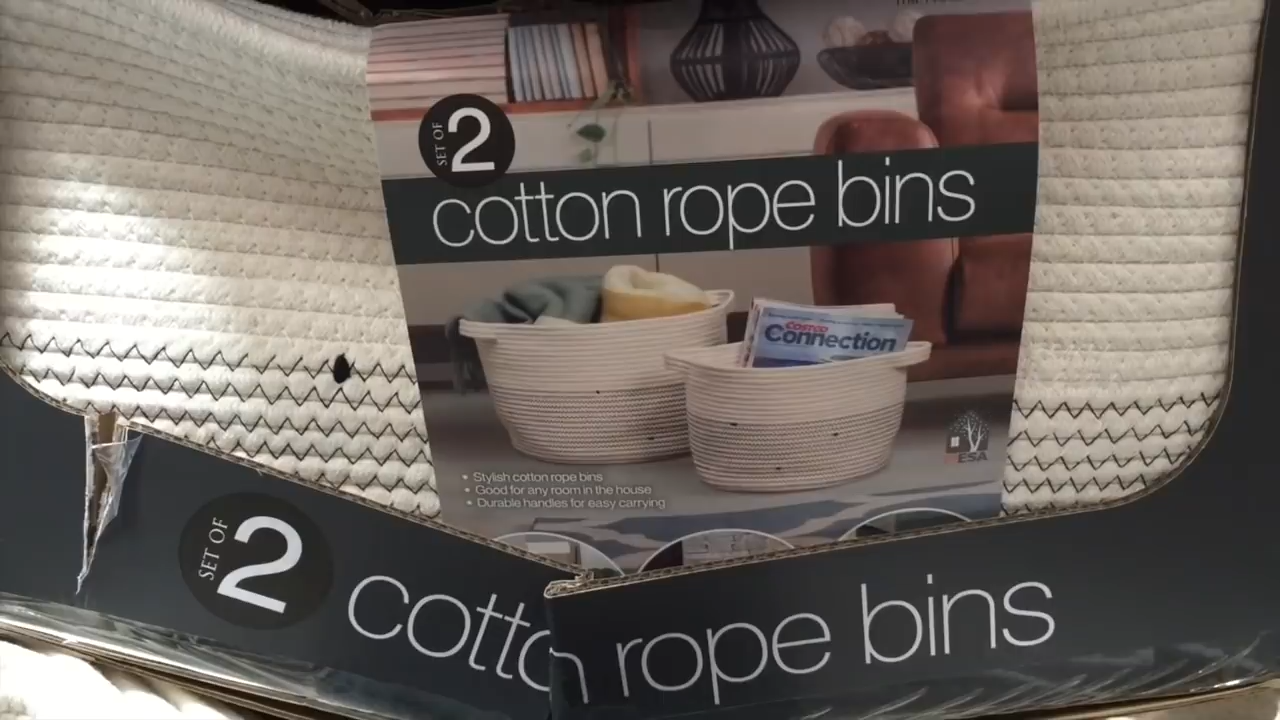 SET OF 2
cotton rope bins
COSTCO
Connection
• Stylish cotton rope bins
• Good for any room in the house
• Durable handles for easy carrying
SET OF 2
cotton rope bins